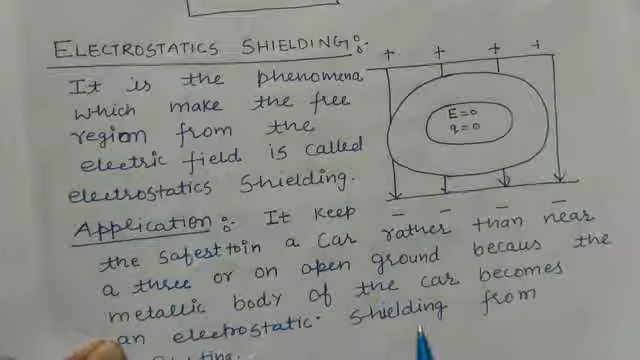 ELECTROSTATICS SHIELDING:-
It is the phenomena
which make the free
region from the
electric field is called
electrostatics shielding.
+ + + +
E=0
q=0
- - - -
Application:- It keep
the safest to in a car rather than near
a three or on open ground becaus the
metallic body of the car becomes
an electrostatic shielding from